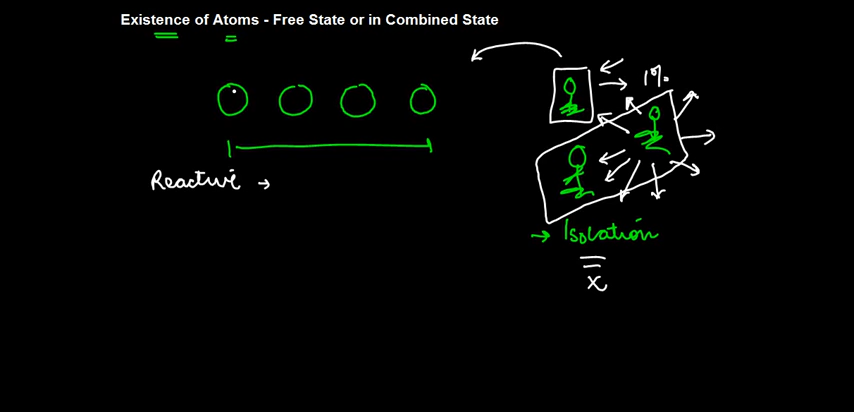 Existence of Atoms - Free State or in Combined State
1%
Reactive →
→ Isolation
x